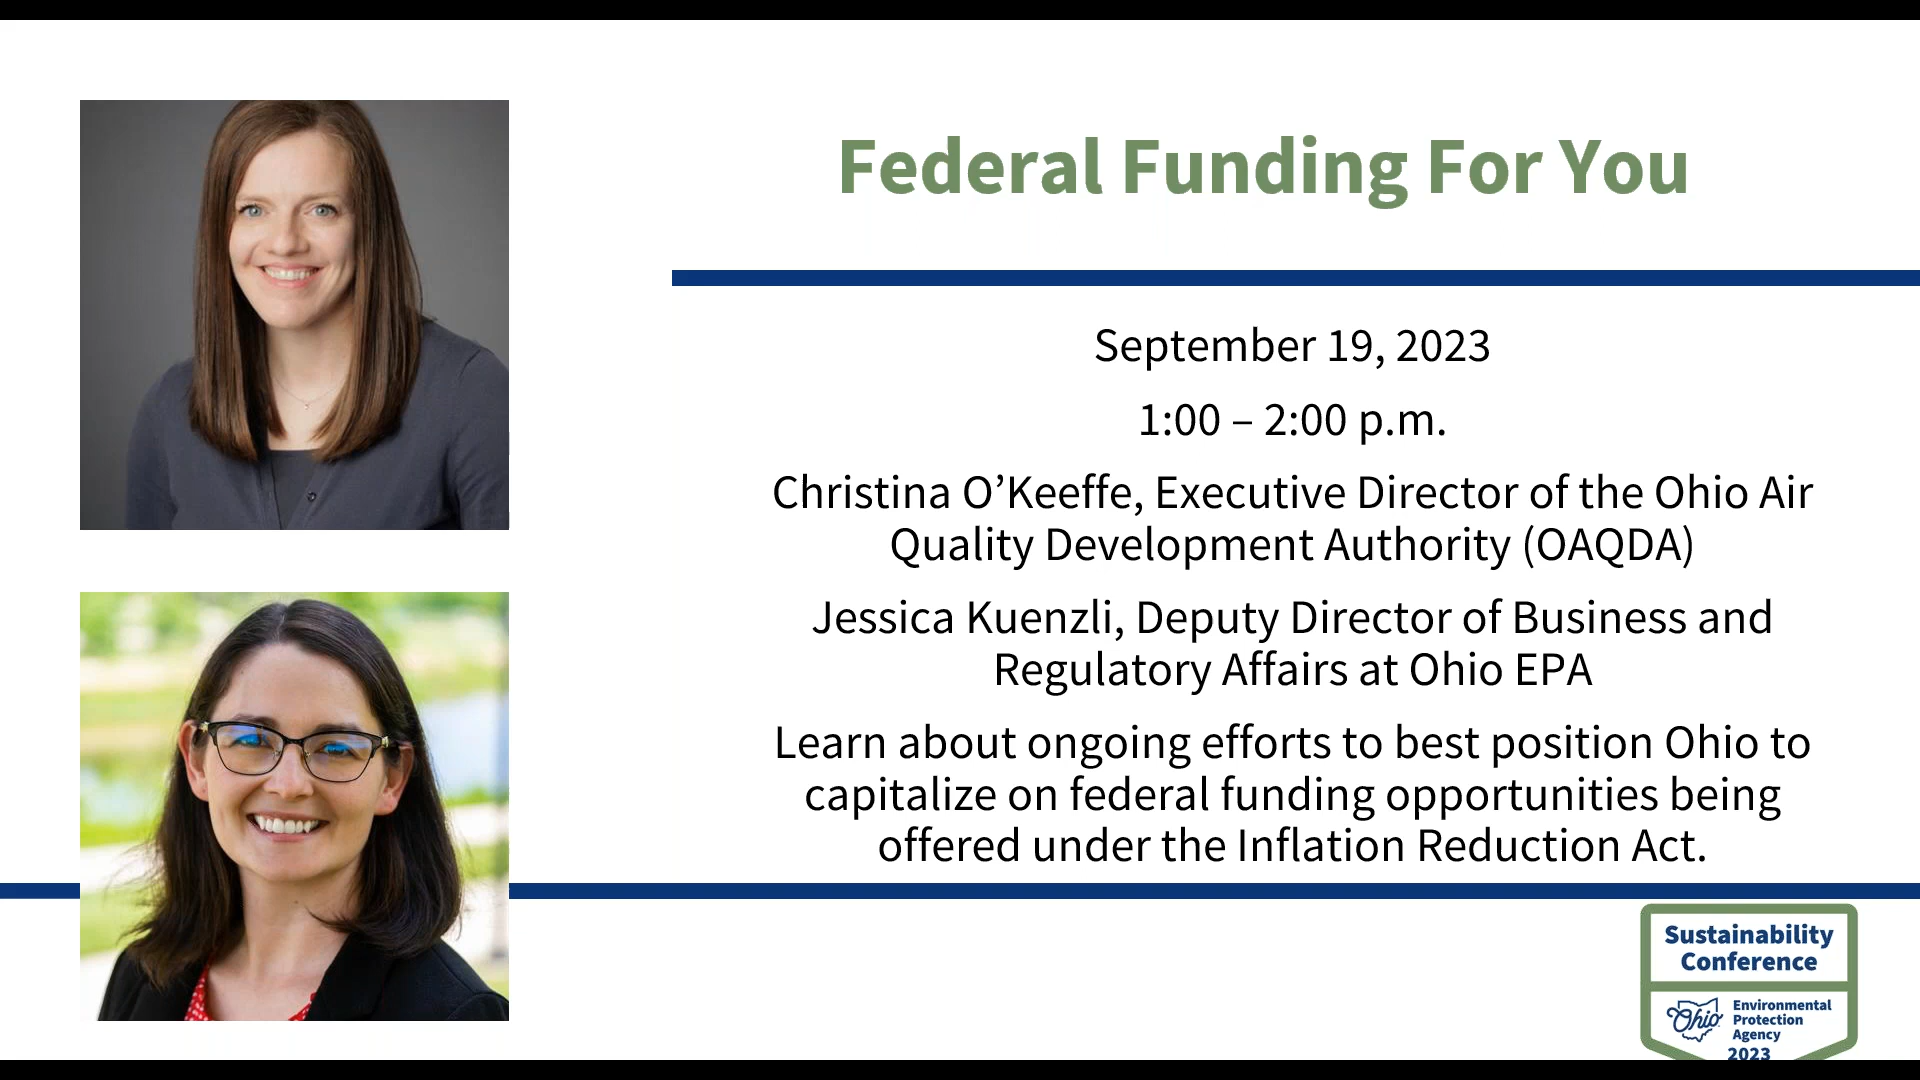 Federal Funding For You
September 19, 2023
1:00 – 2:00 p.m.
Christina O’Keeffe, Executive Director of the Ohio Air
Quality Development Authority (OAQDA)
Jessica Kuenzli, Deputy Director of Business and
Regulatory Affairs at Ohio EPA
Learn about ongoing efforts to best position Ohio to
capitalize on federal funding opportunities being
offered under the Inflation Reduction Act.
Sustainability
Conference
Ohio
Environmental
Protection
Agency
2023